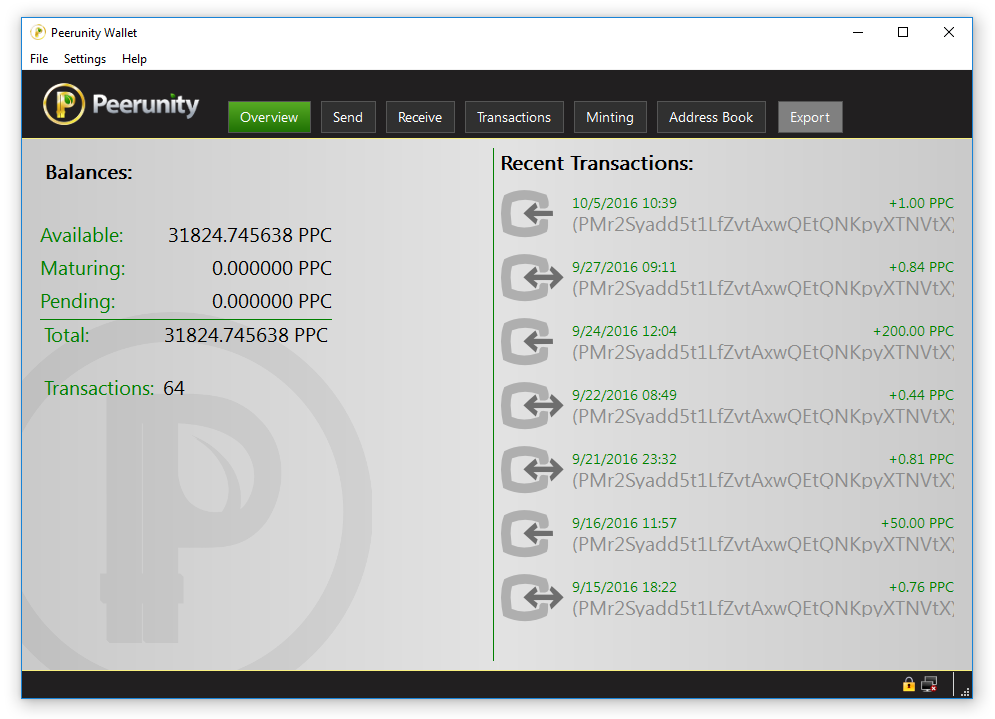 Peerunity Wallet
File Settings Help
Peerunity
Overview Send Receive Transactions Minting Address Book Export
Balances:
Available: 31824.745638 PPC
Maturing: 0.000000 PPC
Pending: 0.000000 PPC
Total: 31824.745638 PPC
Transactions: 64
Recent Transactions:
10/5/2016 10:39 +1.00 PPC
(PMr2Syadd5t1LfZvtAxwQEtQNKpyXTNVtX)
9/27/2016 09:11 +0.84 PPC
(PMr2Syadd5t1LfZvtAxwQEtQNKpyXTNVtX)
9/24/2016 12:04 +200.00 PPC
(PMr2Syadd5t1LfZvtAxwQEtQNKpyXTNVtX)
9/22/2016 08:49 +0.44 PPC
(PMr2Syadd5t1LfZvtAxwQEtQNKpyXTNVtX)
9/21/2016 23:32 +0.81 PPC
(PMr2Syadd5t1LfZvtAxwQEtQNKpyXTNVtX)
9/16/2016 11:57 +50.00 PPC
(PMr2Syadd5t1LfZvtAxwQEtQNKpyXTNVtX)
9/15/2016 18:22 +0.76 PPC
(PMr2Syadd5t1LfZvtAxwQEtQNKpyXTNVtX)